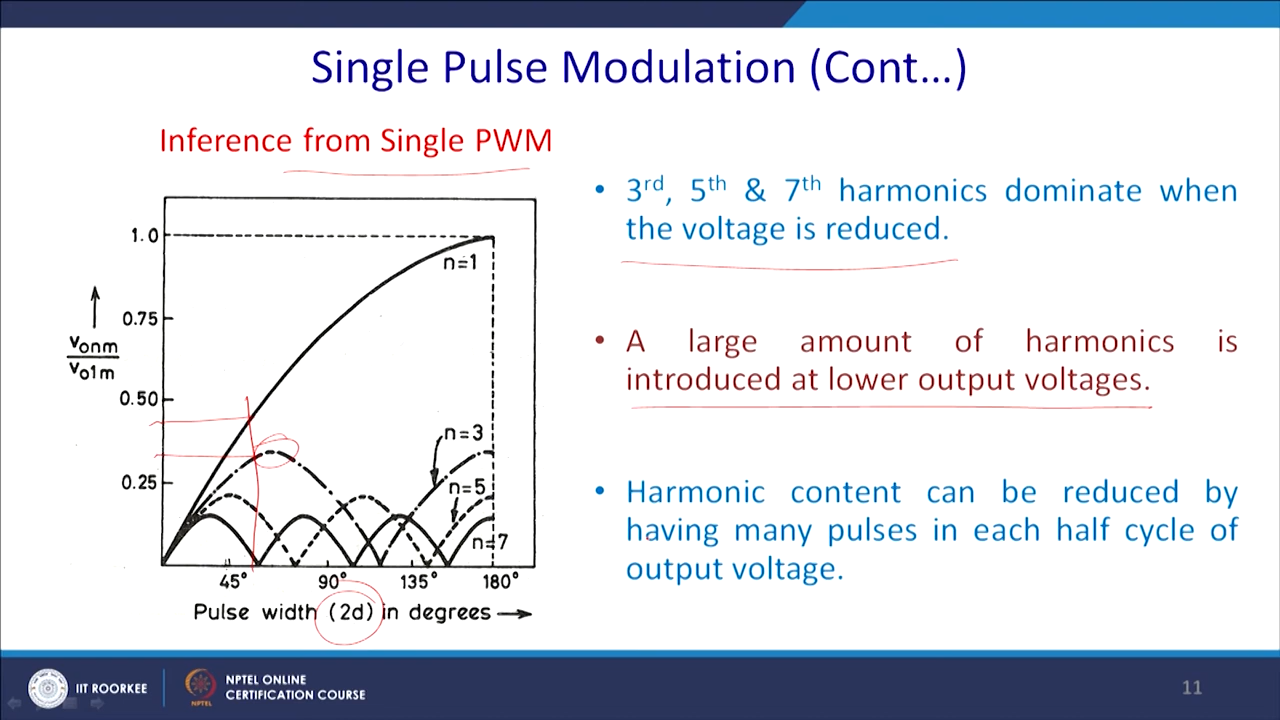 Single Pulse Modulation (Cont...)
Inference from Single PWM
1.0
0.75
0.50
0.25
vonm
vo1m
n=1
n=3
n=5
n=7
45° 90° 135° 180°
Pulse width (2d) in degrees
• 3rd, 5th & 7th harmonics dominate when
the voltage is reduced.
• A large amount of harmonics is
introduced at lower output voltages.
• Harmonic content can be reduced by
having many pulses in each half cycle of
output voltage.
IIT ROORKEE
NPTEL
NPTEL ONLINE
CERTIFICATION COURSE
11